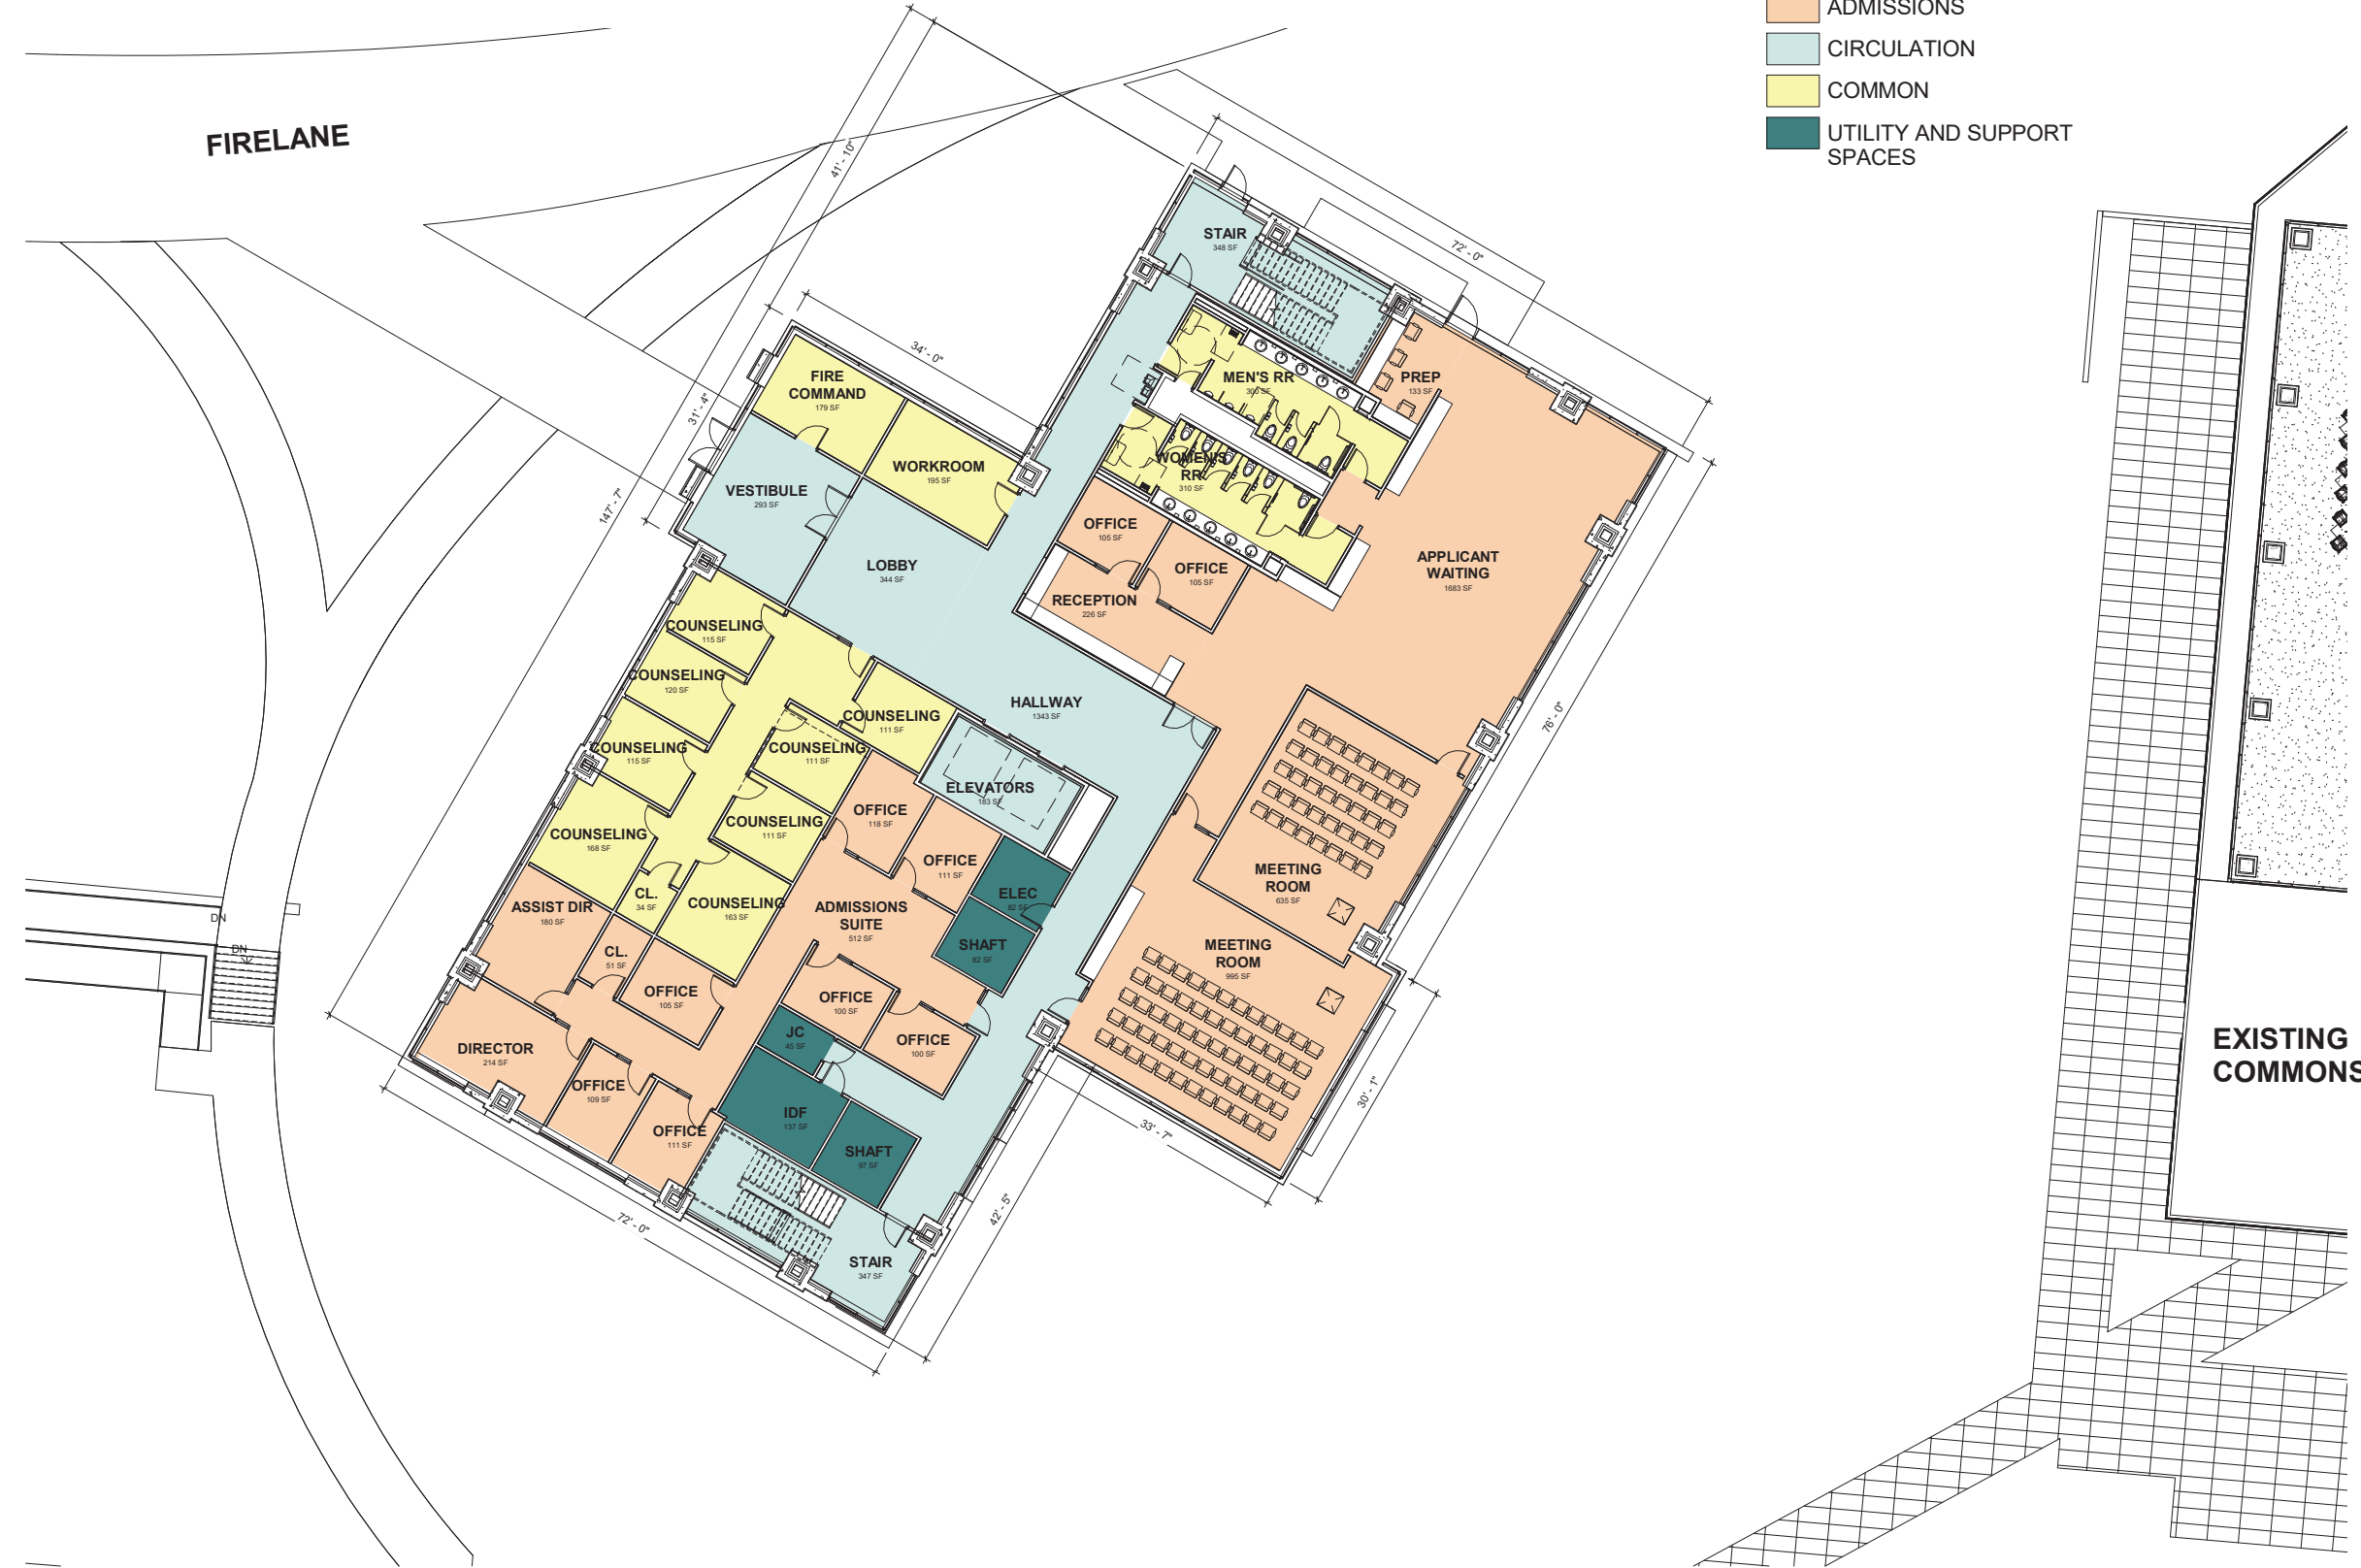 ADMISSIONS
CIRCULATION
COMMON
UTILITY AND SUPPORT
SPACES
FIRELANE
41' - 10"
72' - 0"
34' - 0"
31' - 4"
147' - 7"
STAIR
348 SF
MEN'S RR
300 SF
PREP
133 SF
FIRE
COMMAND
179 SF
WORKROOM
195 SF
VESTIBULE
293 SF
WOMEN'S
RR
310 SF
OFFICE
105 SF
OFFICE
105 SF
LOBBY
344 SF
APPLICANT
WAITING
1683 SF
RECEPTION
226 SF
COUNSELING
115 SF
COUNSELING
120 SF
COUNSELING
115 SF
COUNSELING
111 SF
COUNSELING
111 SF
HALLWAY
1343 SF
76' - 0"
ELEVATORS
183 SF
OFFICE
118 SF
COUNSELING
111 SF
COUNSELING
168 SF
OFFICE
111 SF
MEETING
ROOM
635 SF
CL.
34 SF
COUNSELING
163 SF
ELEC
82 SF
ASSIST DIR
180 SF
ADMISSIONS
SUITE
512 SF
SHAFT
82 SF
DN
DN
CL.
51 SF
MEETING
ROOM
995 SF
OFFICE
105 SF
OFFICE
100 SF
JC
45 SF
OFFICE
100 SF
DIRECTOR
214 SF
OFFICE
109 SF
IDF
137 SF
OFFICE
111 SF
SHAFT
97 SF
30' - 1"
33' - 7"
42' - 5"
72' - 0"
STAIR
347 SF
EXISTING
COMMONS